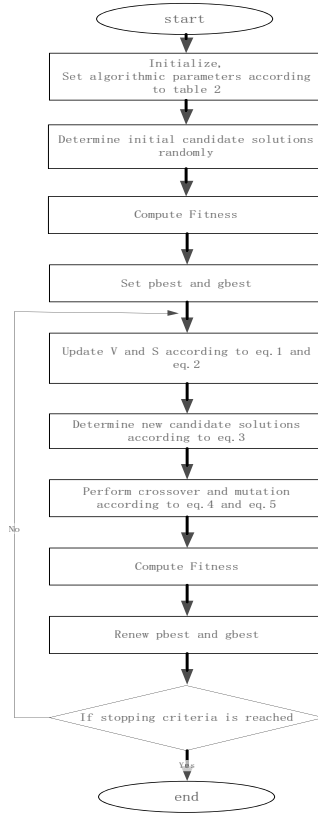 start
Initialize,
Set algorithmic parameters according
to table 2
Determine initial candidate solutions
randomly
Compute Fitness
Set pbest and gbest
Update V and S according to eq.1 and
eq.2
Determine new candidate solutions
according to eq.3
Perform crossover and mutation
according to eq.4 and eq.5
No
Compute Fitness
Renew pbest and gbest
If stopping criteria is reached
end